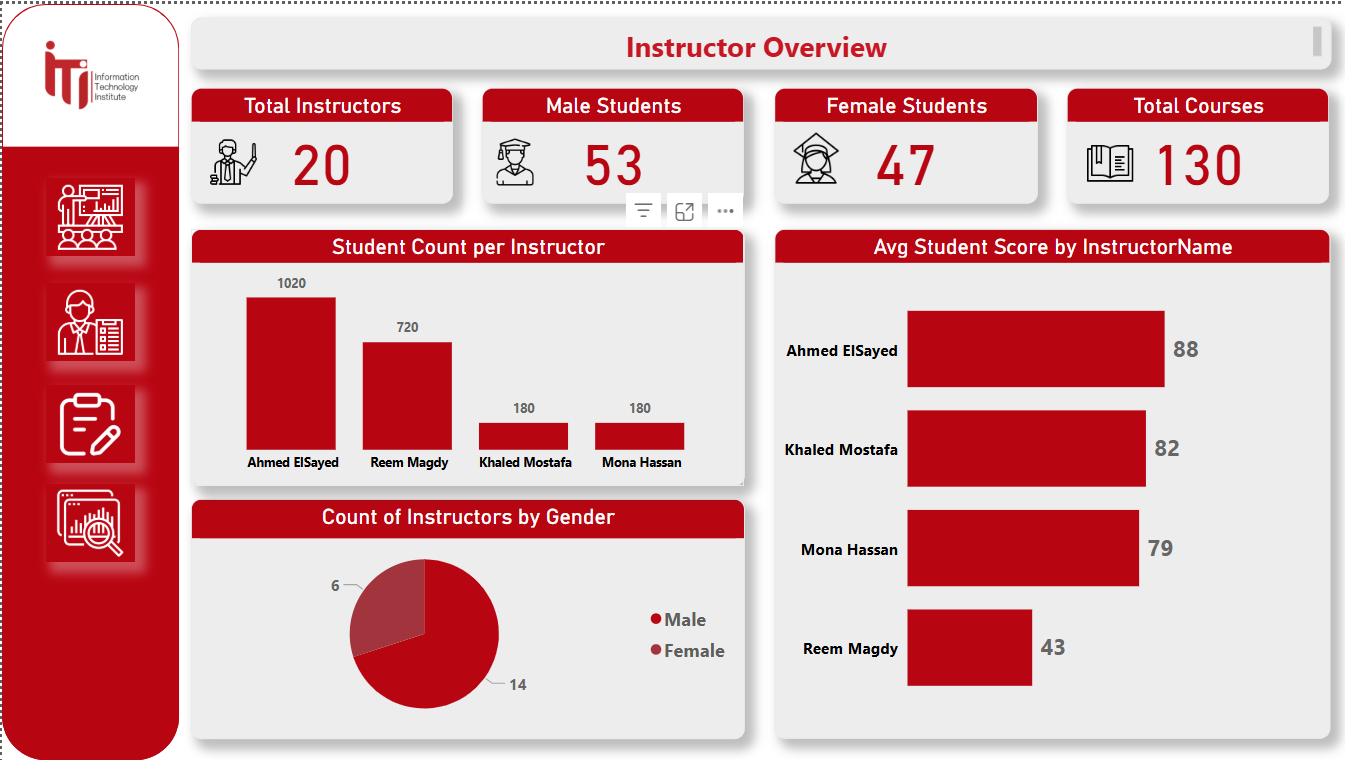 Information
Technology
Institute
Instructor Overview
Total Instructors
20
Male Students
53
Female Students
47
Total Courses
130
Student Count per Instructor
1020
720
180
180
Ahmed ElSayed
Reem Magdy
Khaled Mostafa
Mona Hassan
Count of Instructors by Gender
6
14
Male
Female
Avg Student Score by InstructorName
Ahmed ElSayed 88
Khaled Mostafa 82
Mona Hassan 79
Reem Magdy 43